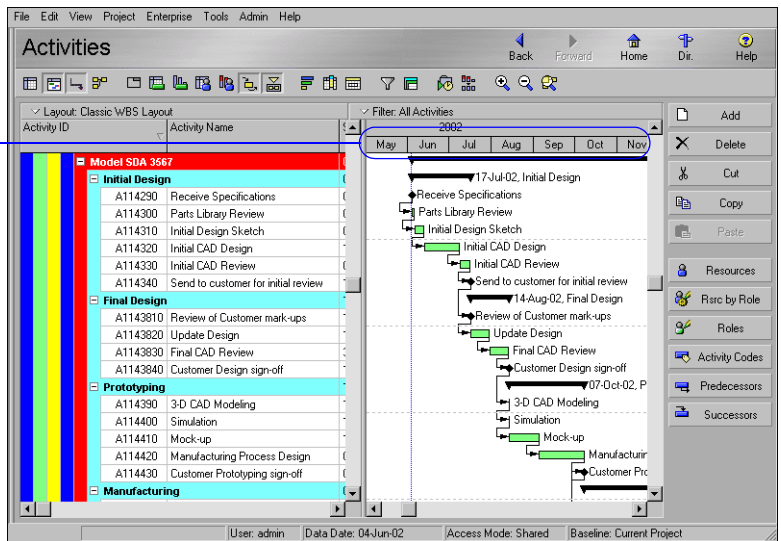 File Edit View Project Enterprise Tools Admin Help
Activities
Back Forward Home Dir. Help
Layout: Classic WBS Layout
Filter: All Activities
Activity ID Activity Name
2002
May Jun Jul Aug Sep Oct Nov
Model SDA 3567
Initial Design
17-Jul-02, Initial Design
A114290 Receive Specifications
Receive Specifications
A114300 Parts Library Review
Parts Library Review
A114310 Initial Design Sketch
Initial Design Sketch
A114320 Initial CAD Design
Initial CAD Design
A114330 Initial CAD Review
Initial CAD Review
A114340 Send to customer for initial review
Send to customer for initial review
Final Design
14-Aug-02, Final Design
A1143810 Review of Customer mark-ups
Review of Customer mark-ups
A1143820 Update Design
Update Design
A1143830 Final CAD Review
Final CAD Review
A1143840 Customer Design sign-off
Customer Design sign-off
Prototyping
07-Oct-02, P
A114390 3-D CAD Modeling
3-D CAD Modeling
A114400 Simulation
Simulation
A114410 Mock-up
Mock-up
A114420 Manufacturing Process Design
Manufacturin
A114430 Customer Prototyping sign-off
Customer Pro
Manufacturing
Add
Delete
Cut
Copy
Paste
Resources
Rsrc by Role
Roles
Activity Codes
Predecessors
Successors
User: admin Data Date: 04-Jun-02 Access Mode: Shared Baseline: Current Project